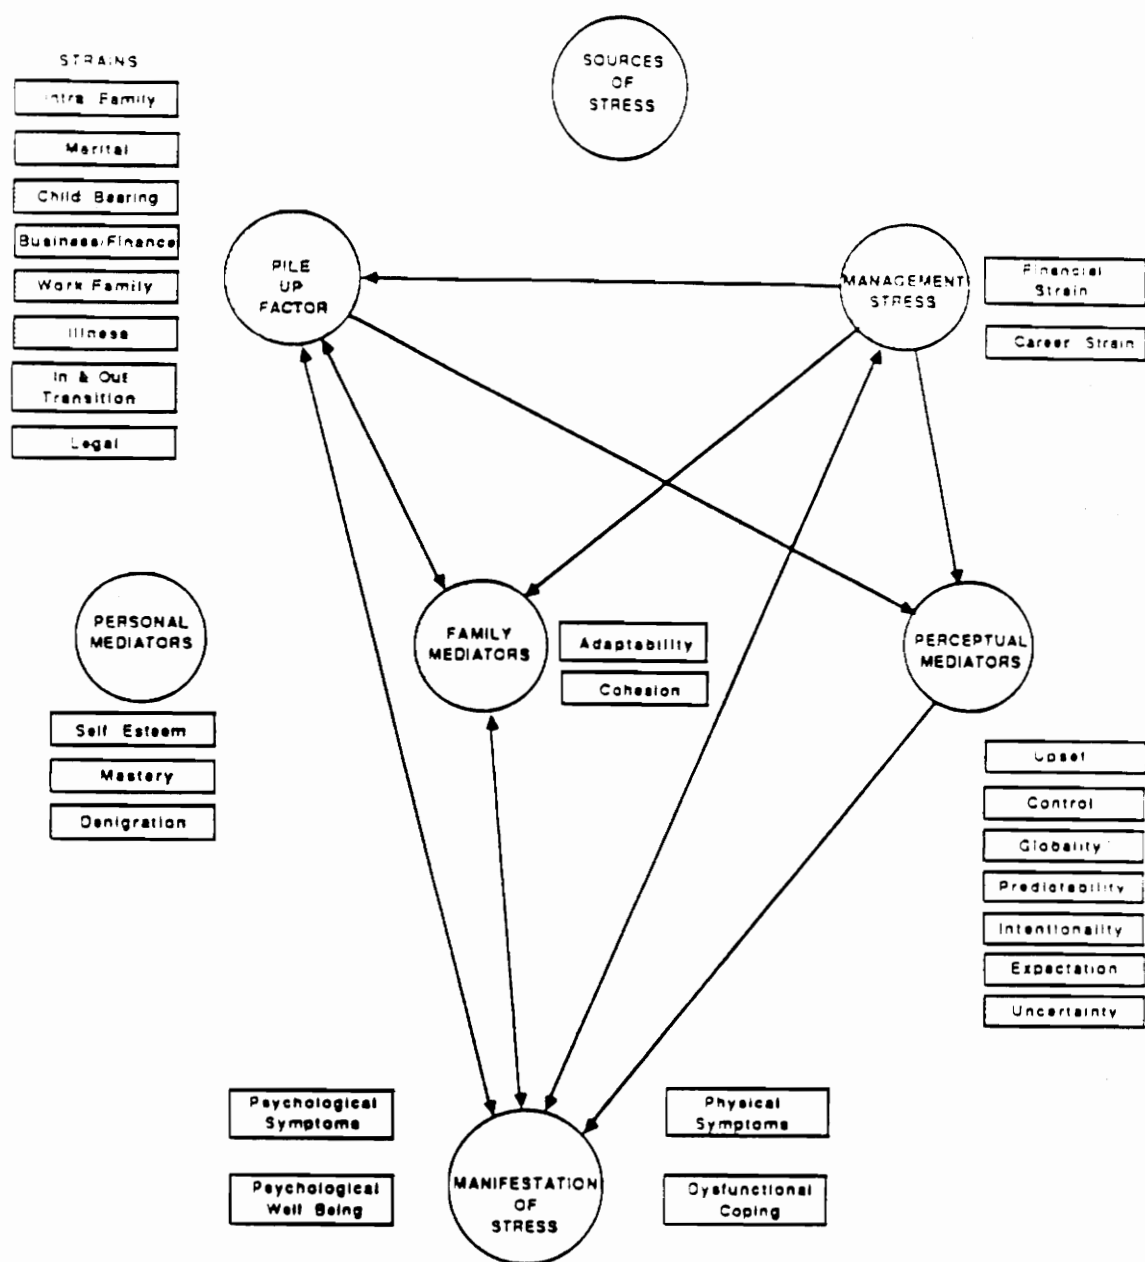 STRAINS
Intra Family
Marital
Child Bearing
Business/Finance
Work Family
Illness
In & Out
Transition
Legal
SOURCES
OF
STRESS
PILE
UP
FACTOR
MANAGEMENT
STRESS
Financial
Strain
Career Strain
PERSONAL
MEDIATORS
Self Esteem
Mastery
Denigration
FAMILY
MEDIATORS
Adaptability
Cohesion
PERCEPTUAL
MEDIATORS
Upset
Control
Globality
Predictability
Intentionality
Expectation
Uncertainty
Psychological
Symptoms
Psychological
Well Being
MANIFESTATION
OF
STRESS
Physical
Symptoms
Dysfunctional
Coping